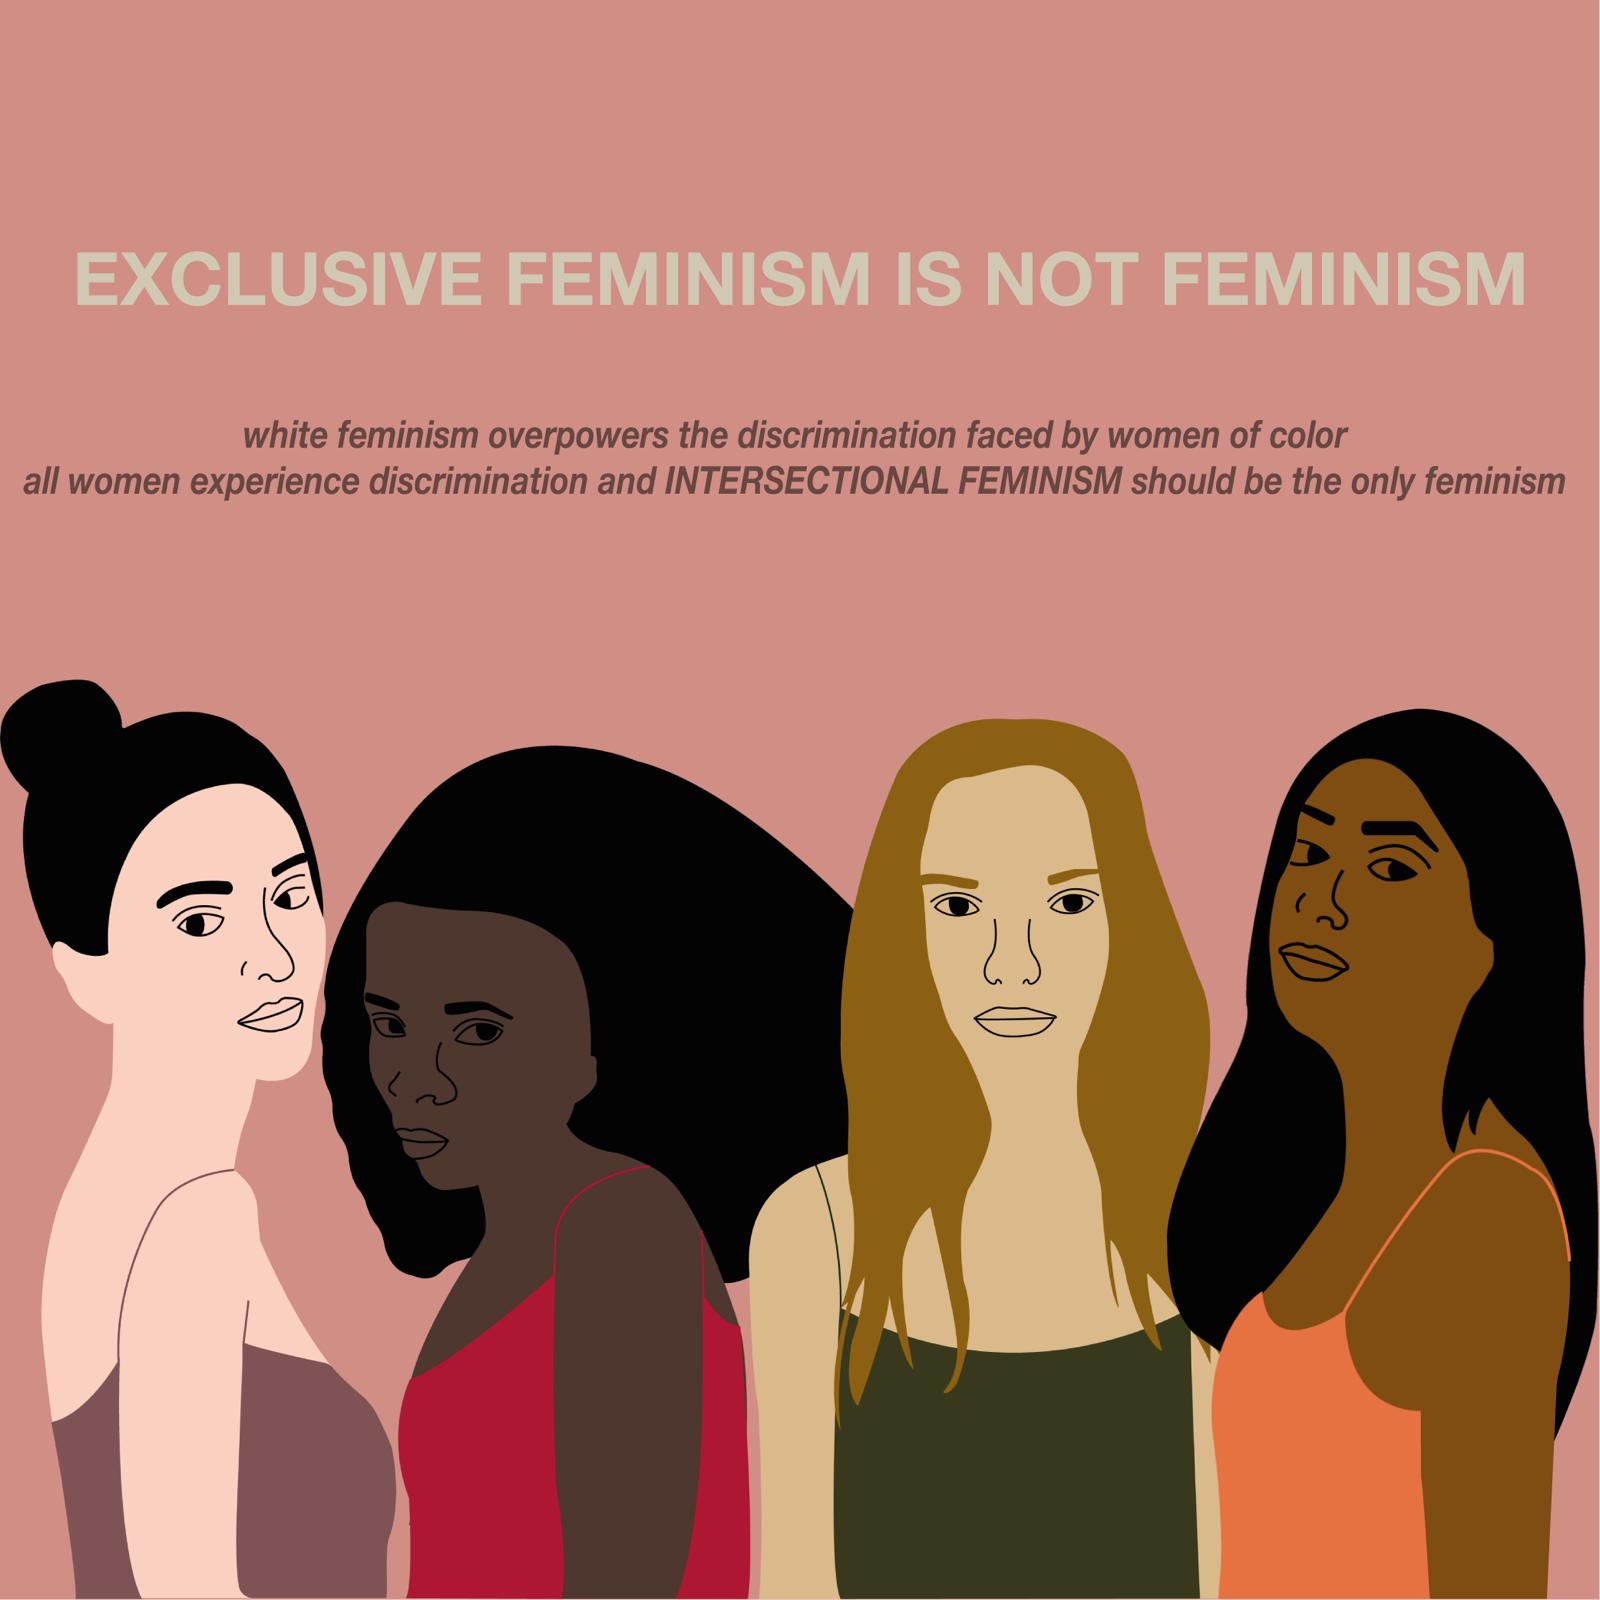 EXCLUSIVE FEMINISM IS NOT FEMINISM
white feminism overpowers the discrimination faced by women of color
all women experience discrimination and INTERSECTIONAL FEMINISM should be the only feminism